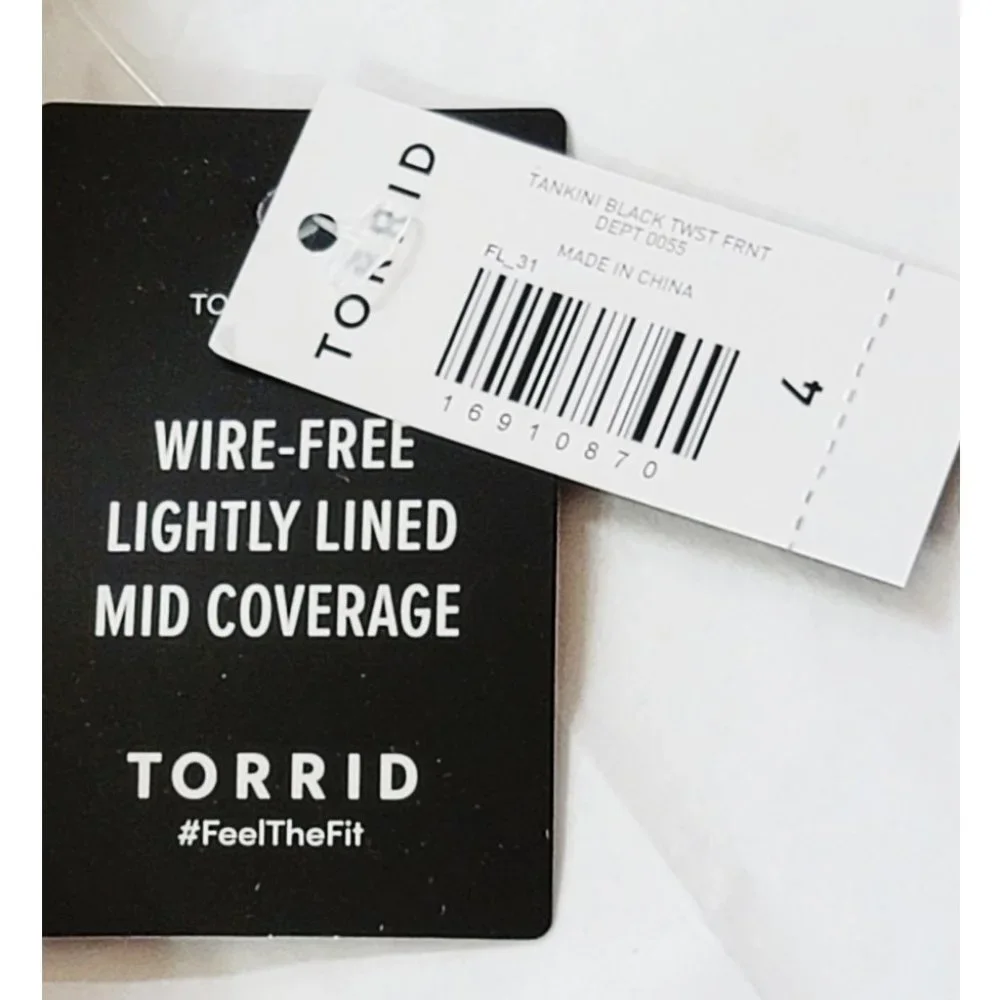 TO
WIRE-FREE
LIGHTLY LINED
MID COVERAGE
TORRID
#FeelTheFit
TORRID
TANKINI BLACK TWST FRNT
DEPT 0055
MADE IN CHINA
FL_31
16910870
4